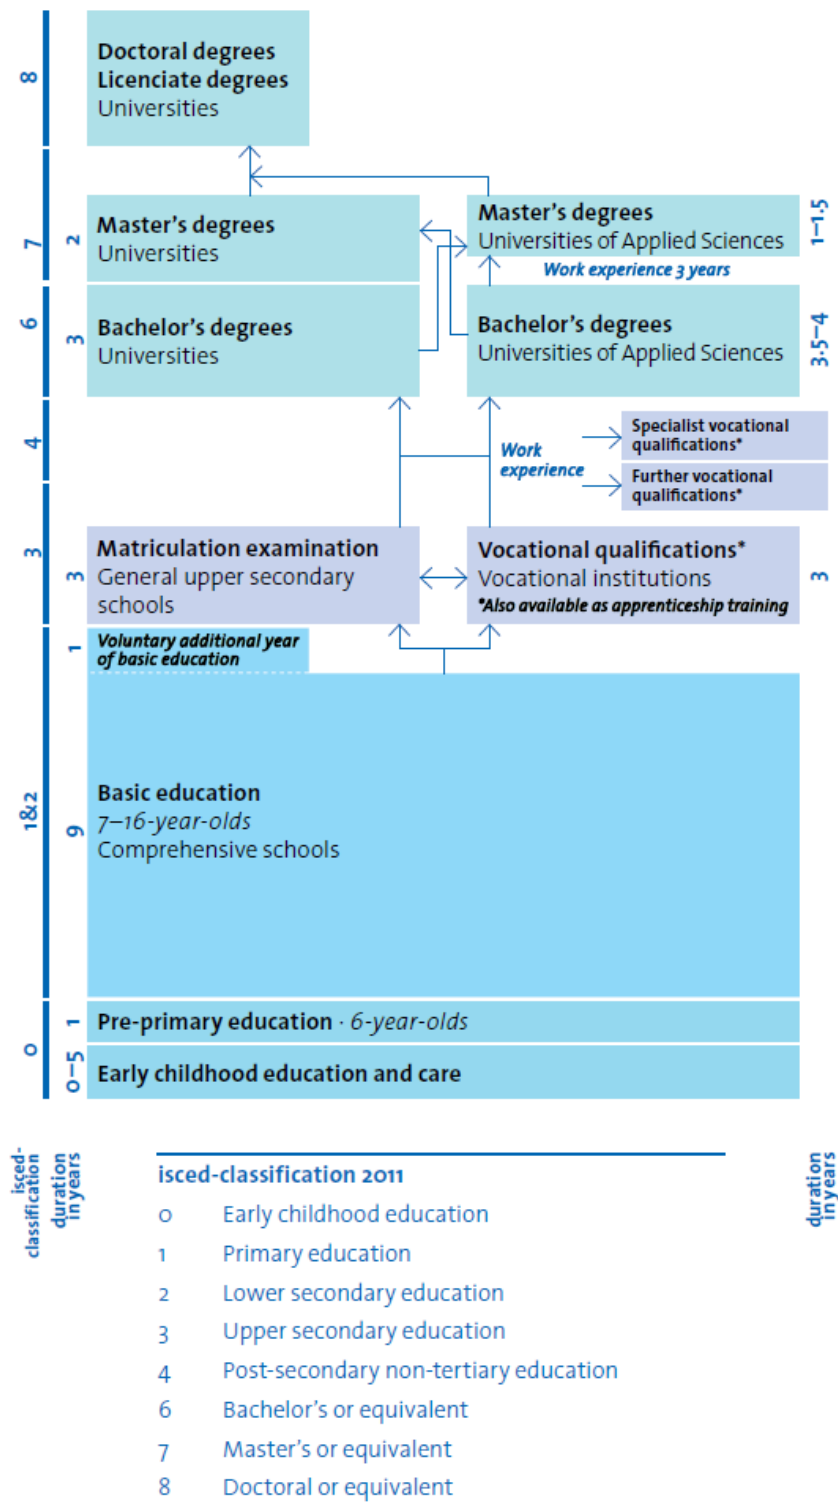 8
Doctoral degrees
Licenciate degrees
Universities
7
2
Master's degrees
Universities
Master's degrees
Universities of Applied Sciences
1–1.5
Work experience 3 years
6
3
Bachelor's degrees
Universities
Bachelor's degrees
Universities of Applied Sciences
3.5–4
4
Work
experience
Specialist vocational
qualifications*
Further vocational
qualifications*
3
3
Matriculation examination
General upper secondary
schools
Vocational qualifications*
Vocational institutions
*Also available as apprenticeship training
3
1
Voluntary additional year
of basic education
1&2
9
Basic education
7–16-year-olds
Comprehensive schools
0
1
Pre-primary education · 6-year-olds
0–5
Early childhood education and care
isced-
classification
duration
in years
duration
in years
isced-classification 2011
0 Early childhood education
1 Primary education
2 Lower secondary education
3 Upper secondary education
4 Post-secondary non-tertiary education
6 Bachelor's or equivalent
7 Master's or equivalent
8 Doctoral or equivalent